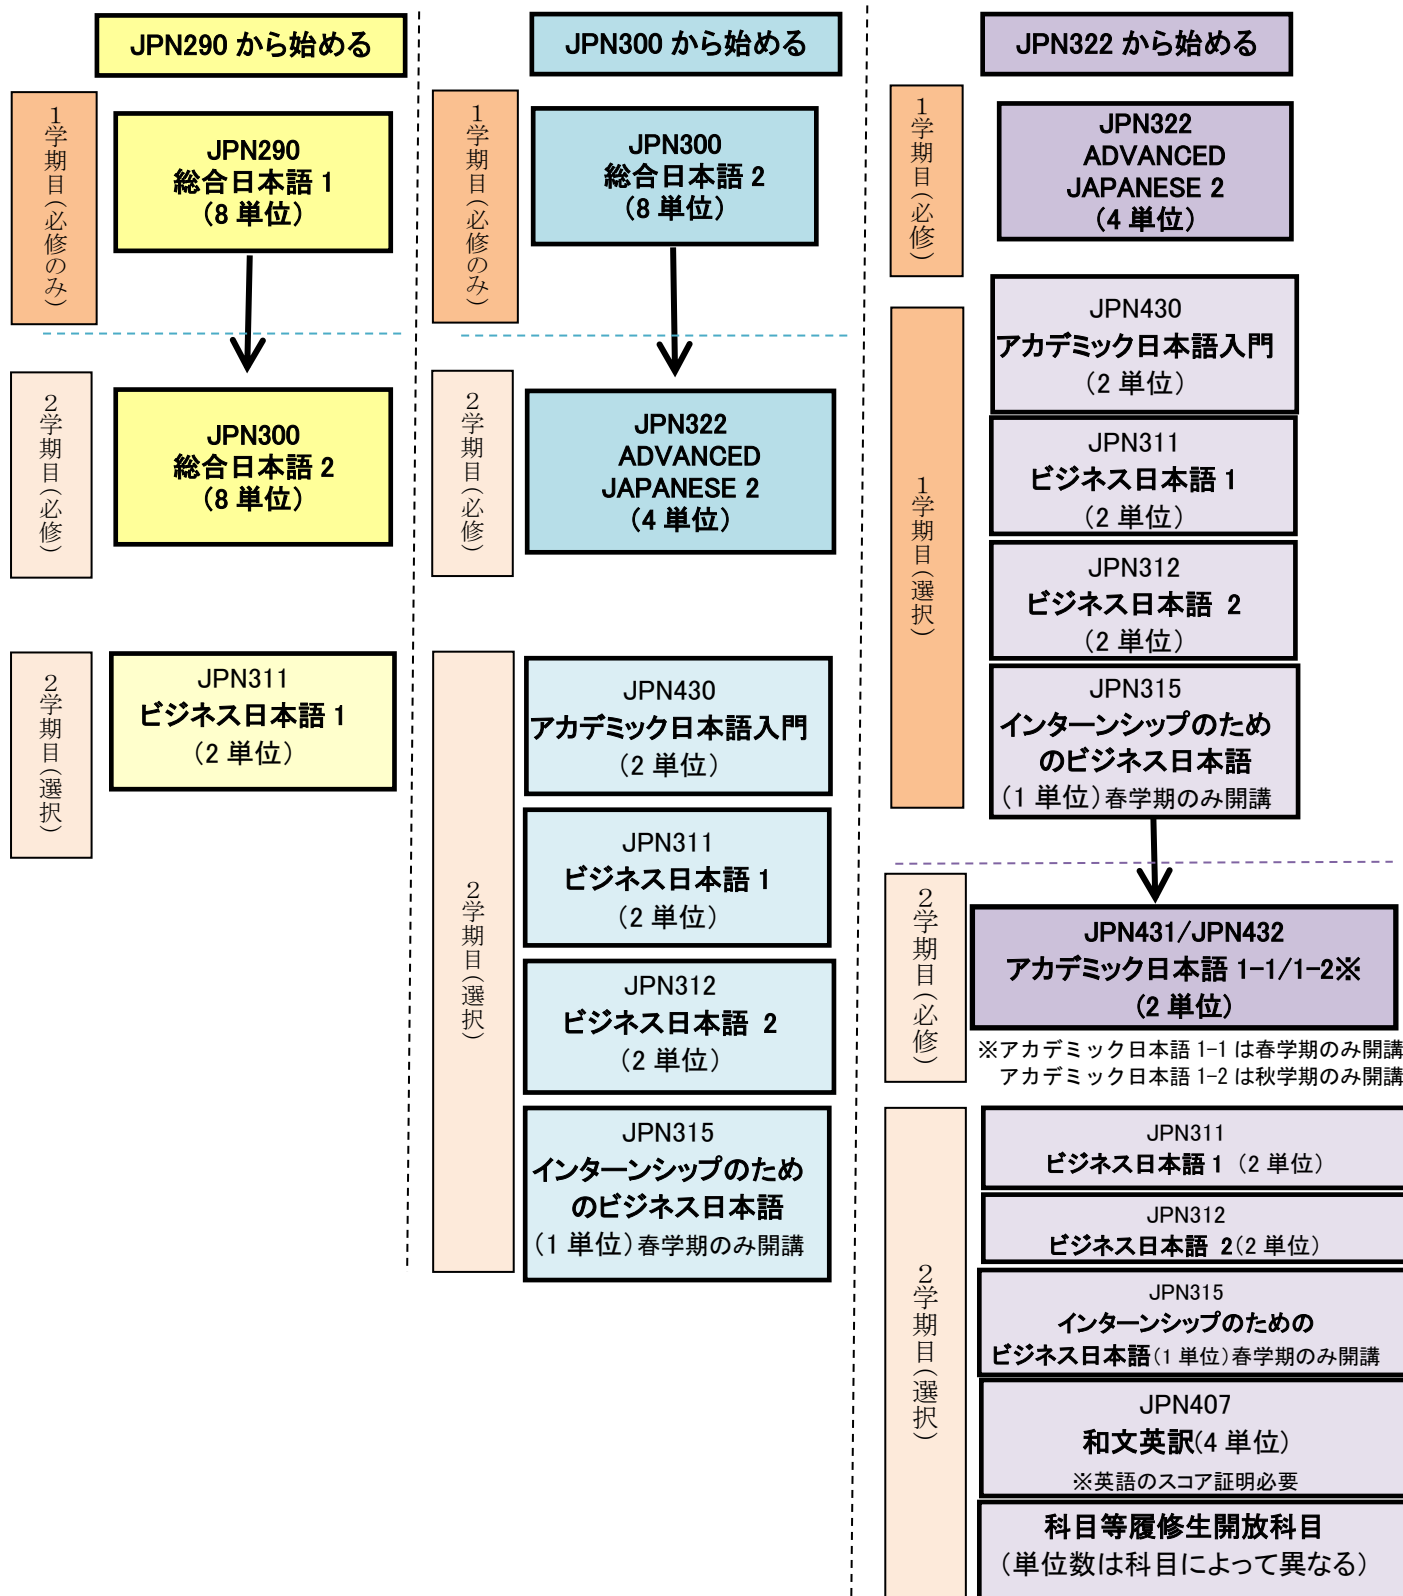 JPN290 から始める
1学期目(必修のみ)
JPN290
総合日本語 1
(8 単位)
2学期目(必修)
JPN300
総合日本語 2
(8 単位)
2学期目(選択)
JPN311
ビジネス日本語 1
(2 単位)
JPN300 から始める
1学期目(必修のみ)
JPN300
総合日本語 2
(8 単位)
2学期目(必修)
JPN322
ADVANCED
JAPANESE 2
(4 単位)
2学期目(選択)
JPN430
アカデミック日本語入門
(2 単位)
JPN311
ビジネス日本語 1
(2 単位)
JPN312
ビジネス日本語 2
(2 単位)
JPN315
インターンシップのため
のビジネス日本語
(1 単位)春学期のみ開講
JPN322 から始める
1学期目(必修)
JPN322
ADVANCED
JAPANESE 2
(4 単位)
1学期目(選択)
JPN430
アカデミック日本語入門
(2 単位)
JPN311
ビジネス日本語 1
(2 単位)
JPN312
ビジネス日本語 2
(2 単位)
JPN315
インターンシップのため
のビジネス日本語
(1 単位)春学期のみ開講
2学期目(必修)
JPN431/JPN432
アカデミック日本語 1-1/1-2※
(2 単位)
※アカデミック日本語 1-1 は春学期のみ開講
アカデミック日本語 1-2 は秋学期のみ開講
2学期目(選択)
JPN311
ビジネス日本語 1 (2 単位)
JPN312
ビジネス日本語 2(2 単位)
JPN315
インターンシップのための
ビジネス日本語(1 単位)春学期のみ開講
JPN407
和文英訳(4 単位)
※英語のスコア証明必要
科目等履修生開放科目
(単位数は科目によって異なる)